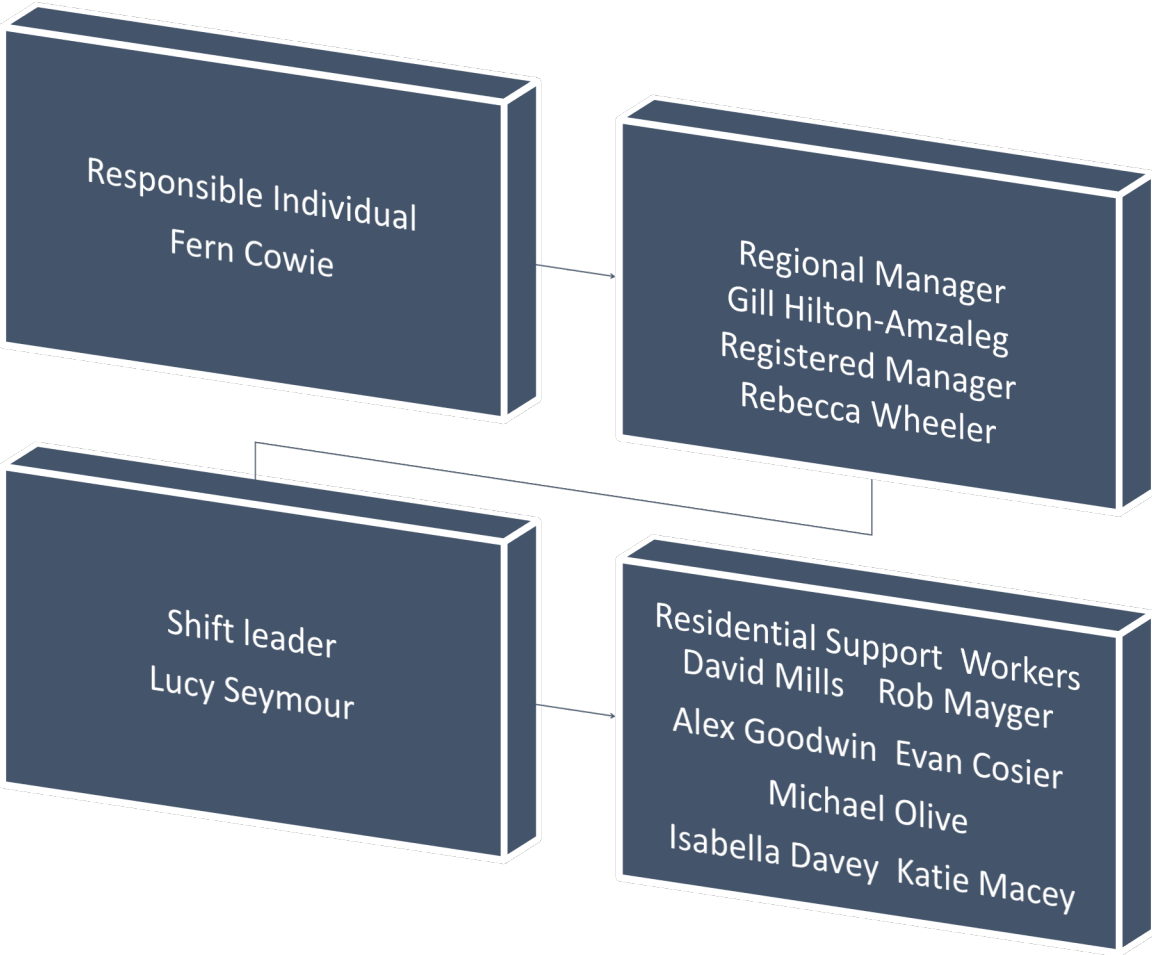 Responsible Individual
Fern Cowie
Regional Manager
Gill Hilton-Amzaleg
Registered Manager
Rebecca Wheeler
Shift leader
Lucy Seymour
Residential Support Workers
David Mills Rob Mayger
Alex Goodwin Evan Cosier
Michael Olive
Isabella Davey Katie Macey